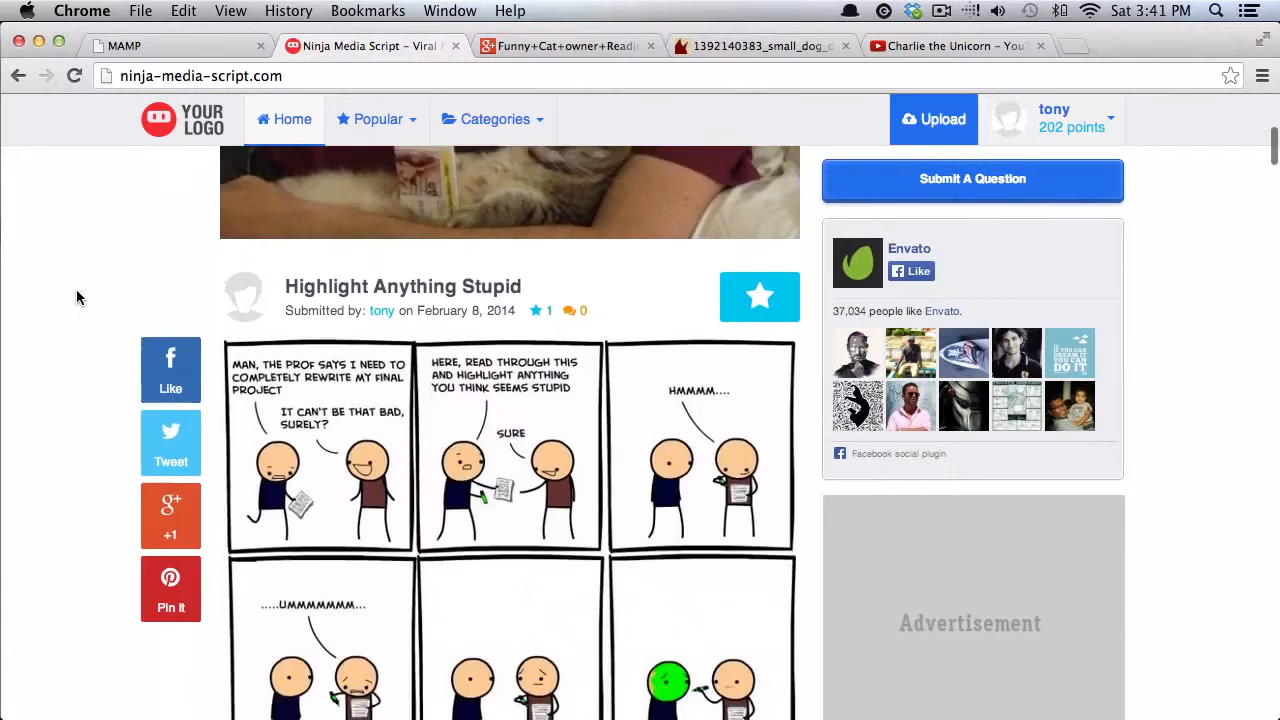 Chrome File Edit View History Bookmarks Window Help Sat 3:41 PM
MAMP
Ninja Media Script – Viral
Funny+Cat+owner+Readi
1392140383_small_dog_d
Charlie the Unicorn – You
ninja-media-script.com
YOUR
LOGO
Home
Popular
Categories
Upload
tony
202 points
Submit A Question
Envato
Like
37,034 people like Envato.
Facebook social plugin
Advertisement
Highlight Anything Stupid
Submitted by: tony on February 8, 2014 1 0
Like
Tweet
+1
Pin It
MAN, THE PROF SAYS I NEED TO
COMPLETELY REWRITE MY FINAL
PROJECT
IT CAN'T BE THAT BAD,
SURELY?
HERE, READ THROUGH THIS
AND HIGHLIGHT ANYTHING
YOU THINK SEEMS STUPID
SURE
HMMMM....
.....UMMMMMMM...